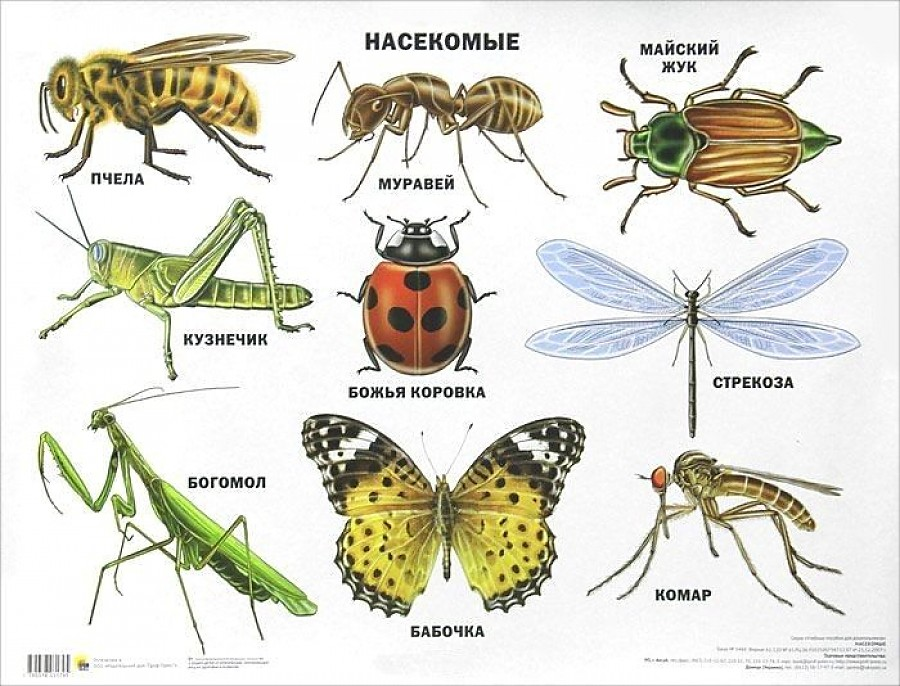 НАСЕКОМЫЕ
МАЙСКИЙ
ЖУК
ПЧЕЛА
МУРАВЕЙ
КУЗНЕЧИК
БОЖЬЯ КОРОВКА
СТРЕКОЗА
БОГОМОЛ
КОМАР
БАБОЧКА